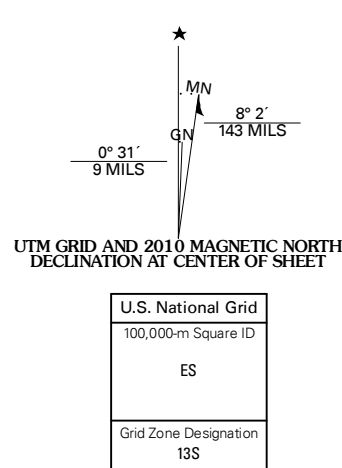 ★
MN
8° 2´
143 MILS
GN
0° 31´
9 MILS
UTM GRID AND 2010 MAGNETIC NORTH
DECLINATION AT CENTER OF SHEET
U.S. National Grid
100,000-m Square ID
ES
Grid Zone Designation
13S